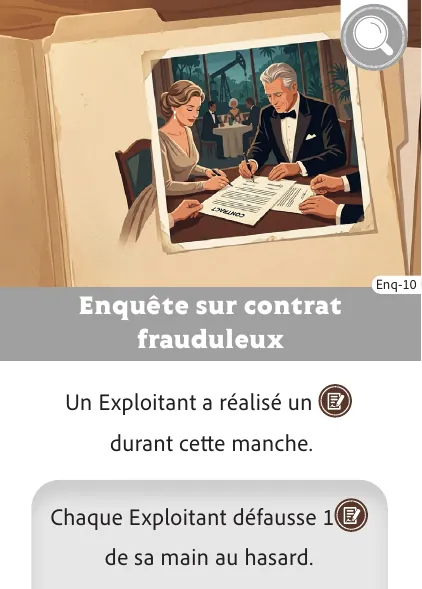 CONTRACT
Enq-10
Enquête sur contrat
frauduleux
Un Exploitant a réalisé un
durant cette manche.
Chaque Exploitant défausse 1
de sa main au hasard.